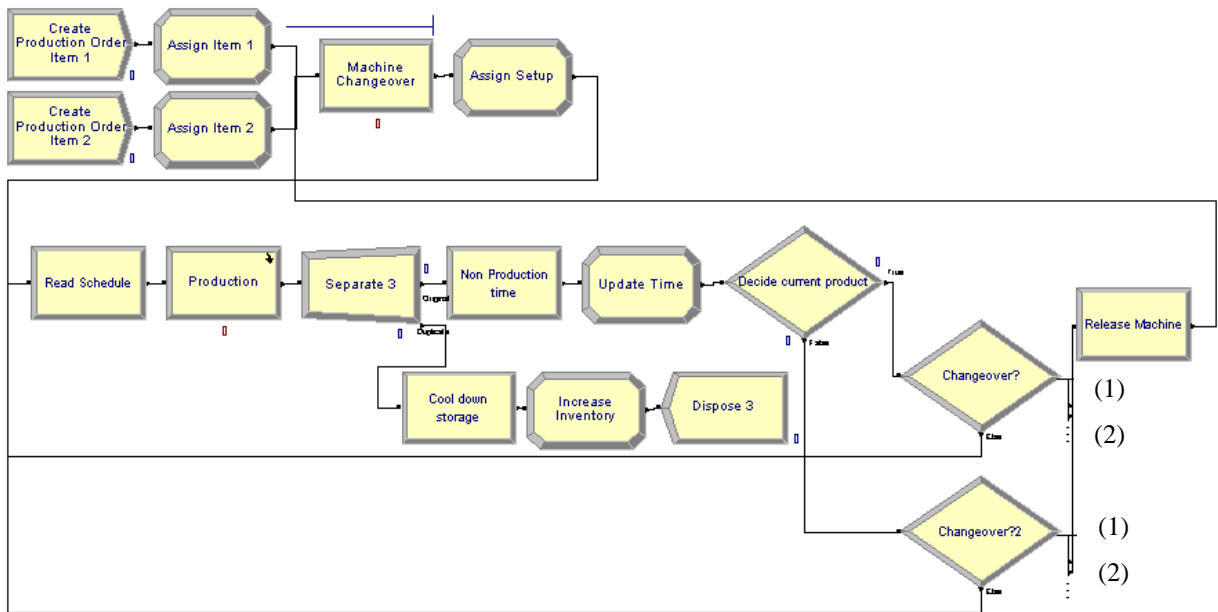 Create
Production Order
Item 1
Assign Item 1
Machine
Changeover
Assign Setup
Create
Production Order
Item 2
Assign Item 2
Read Schedule
Production
Separate 3
Original
Duplicate
Non Production
time
Update Time
Decide current product
True
False
Release Machine
Changeover?
Else
(1)
(2)
Cool down
storage
Increase
Inventory
Dispose 3
Changeover?2
Else
(1)
(2)